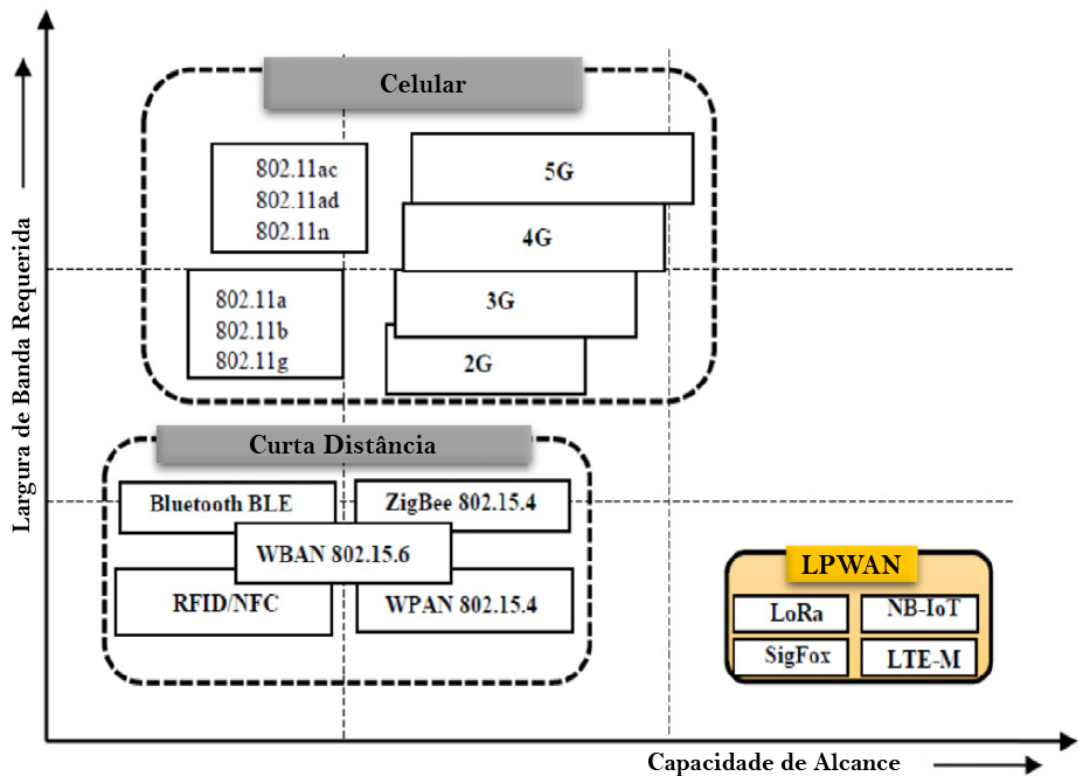 Largura de Banda Requerida
Celular
802.11ac
802.11ad
802.11n
5G
4G
802.11a
802.11b
802.11g
3G
2G
Curta Distância
Bluetooth BLE
ZigBee 802.15.4
WBAN 802.15.6
RFID/NFC
WPAN 802.15.4
LPWAN
LoRa
NB-IoT
SigFox
LTE-M
Capacidade de Alcance